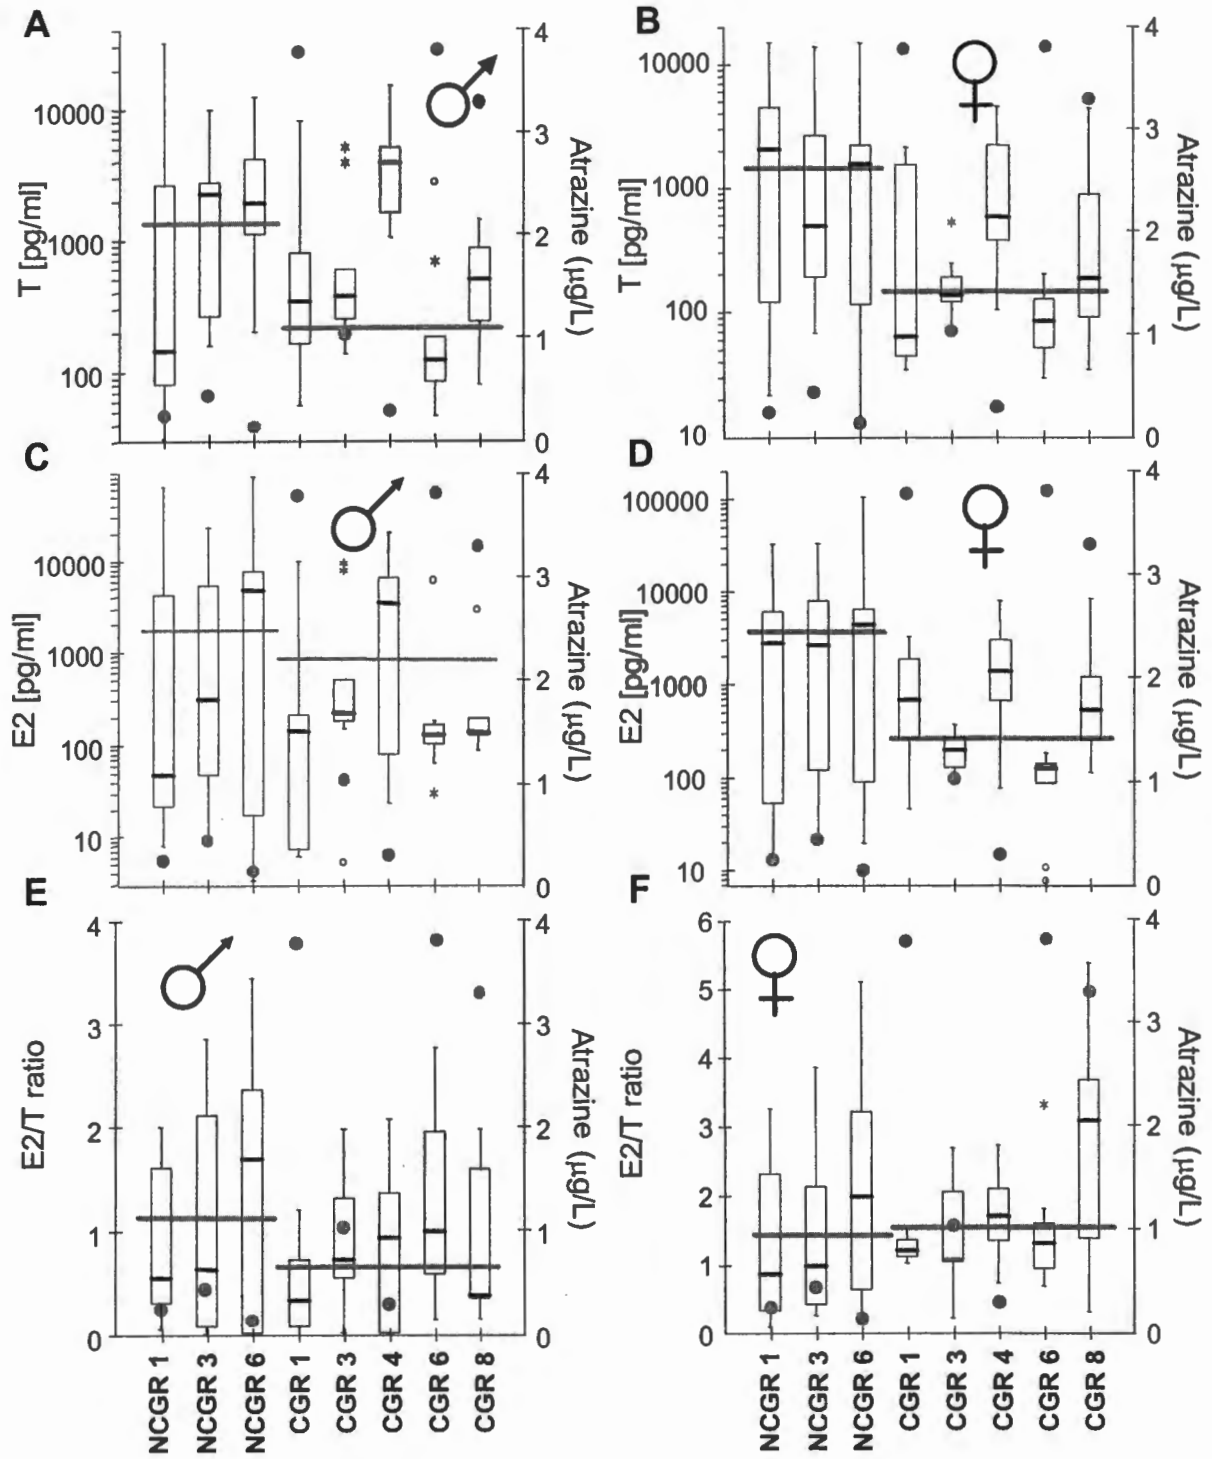 A
B
10000
1000
100
T [pg/ml]
4
3
2
1
0
Atrazine (µg/L)
10000
1000
100
10
T [pg/ml]
4
3
2
1
0
Atrazine (µg/L)
C
D
10000
1000
100
10
E2 [pg/ml]
4
3
2
1
0
Atrazine (µg/L)
100000
10000
1000
100
10
E2 [pg/ml]
4
3
2
1
0
Atrazine (µg/L)
E
F
4
3
2
1
0
E2/T ratio
4
3
2
1
0
Atrazine (µg/L)
6
5
4
3
2
1
0
E2/T ratio
4
3
2
1
0
Atrazine (µg/L)
NCGR 1
NCGR 3
NCGR 6
CGR 1
CGR 3
CGR 4
CGR 6
CGR 8
NCGR 1
NCGR 3
NCGR 6
CGR 1
CGR 3
CGR 4
CGR 6
CGR 8